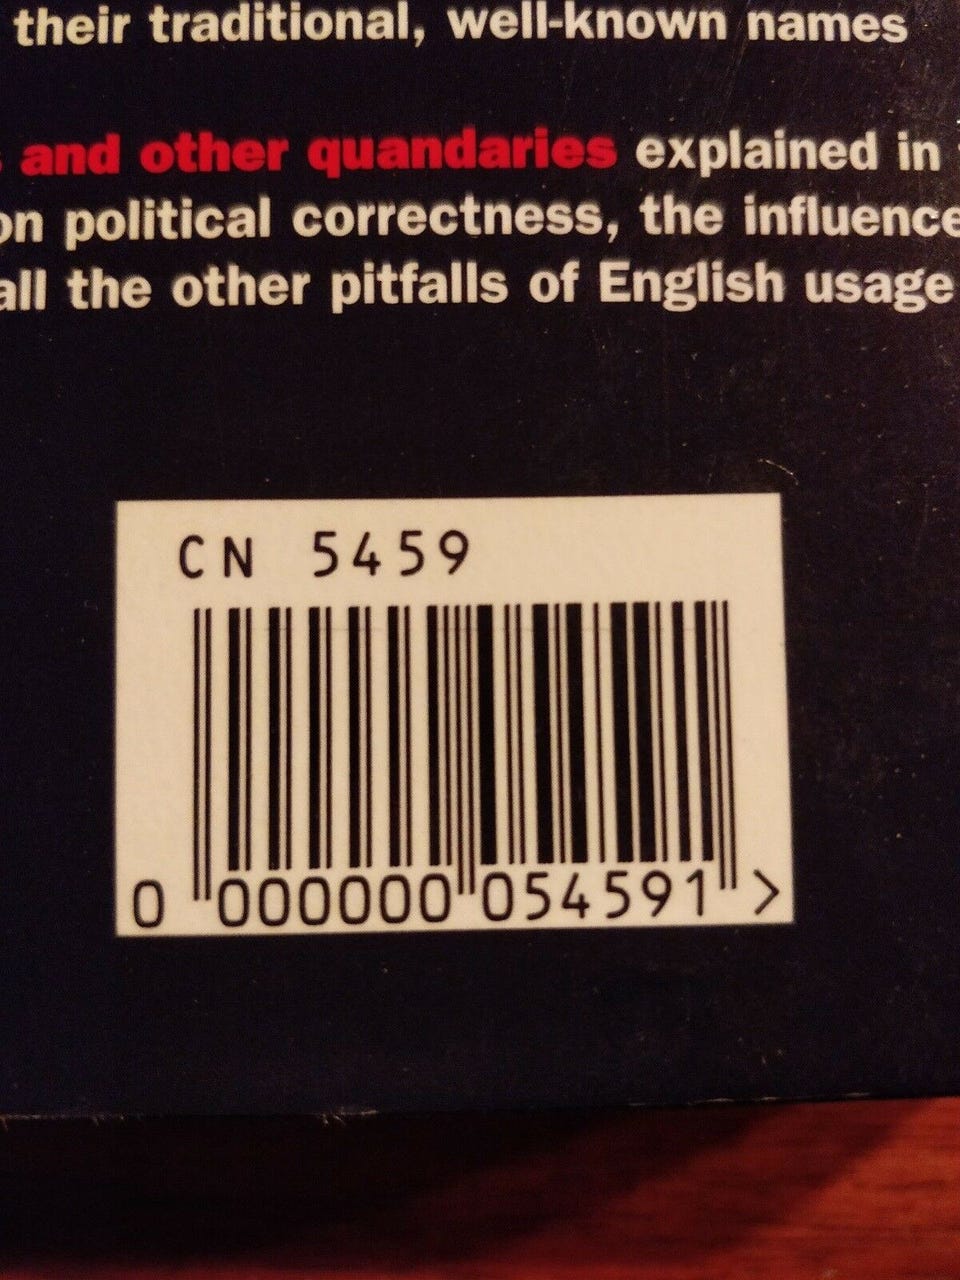 their traditional, well-known names
and other quandaries explained in
on political correctness, the influence
all the other pitfalls of English usage
CN 5459
0 000000 054591 >